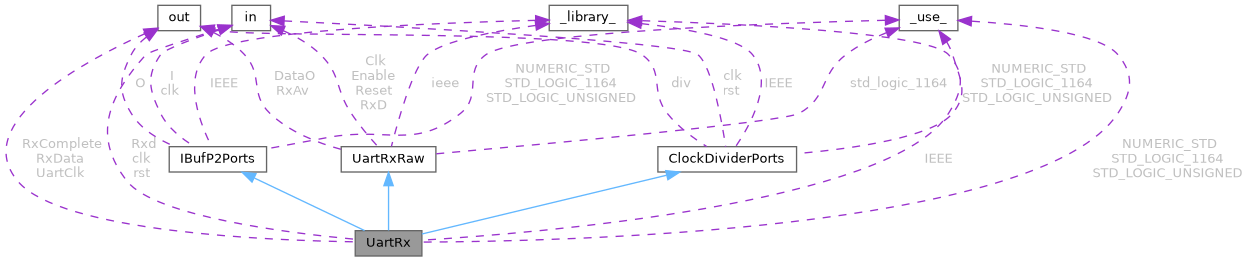 out
in
_library_
_use_
O
I
clk
IEEE
DataO
RxAv
Clk
Enable
Reset
RxD
ieee
NUMERIC_STD
STD_LOGIC_1164
STD_LOGIC_UNSIGNED
div
clk
rst
IEEE
std_logic_1164
NUMERIC_STD
STD_LOGIC_1164
STD_LOGIC_UNSIGNED
RxComplete
RxData
UartClk
Rxd
clk
rst
IBufP2Ports
UartRxRaw
ClockDividerPorts
IEEE
NUMERIC_STD
STD_LOGIC_1164
STD_LOGIC_UNSIGNED
UartRx